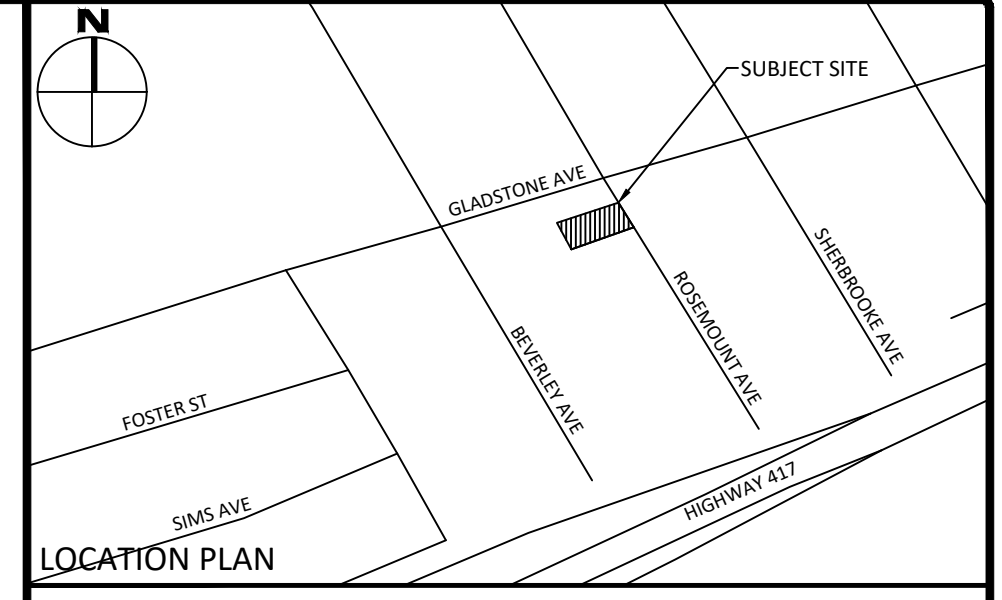 N
SUBJECT SITE
GLADSTONE AVE
SHERBROOKE AVE
ROSEMOUNT AVE
BEVERLEY AVE
FOSTER ST
HIGHWAY 417
SIMS AVE
LOCATION PLAN